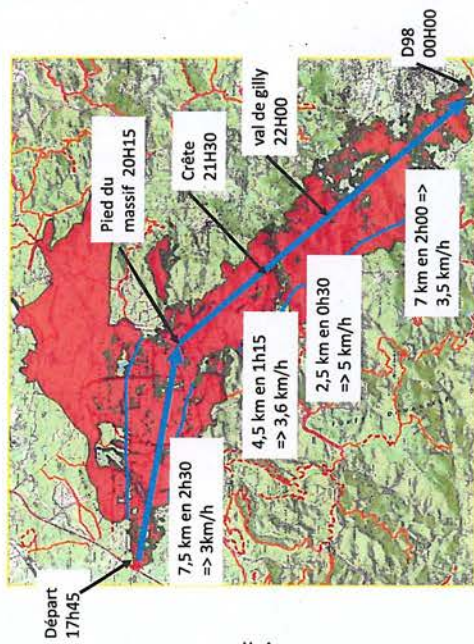 Départ
17h45
7,5 km en 2h30
=> 3km/h
Pied du
massif 20H15
4,5 km en 1h15
=> 3,6 km/h
Crête
21H30
2,5 km en 0h30
=> 5 km/h
val de gilly
22H00
7 km en 2h00 =>
3,5 km/h
D98
00H00